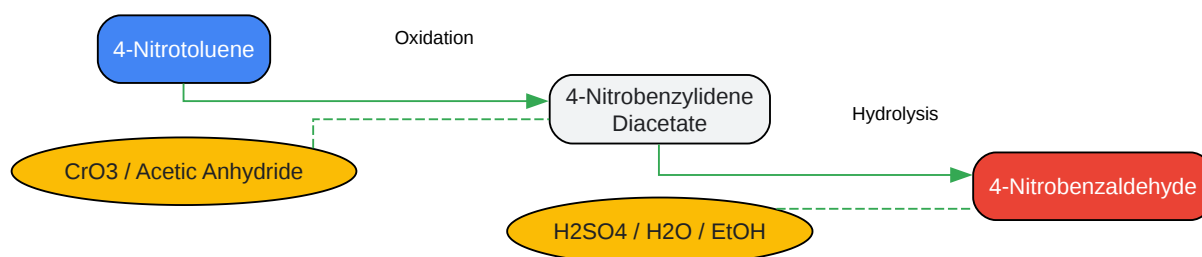 Oxidation
4-Nitrotoluene
4-Nitrobenzylidene
Diacetate
Hydrolysis
CrO3 / Acetic Anhydride
4-Nitrobenzaldehyde
H2SO4 / H2O / EtOH